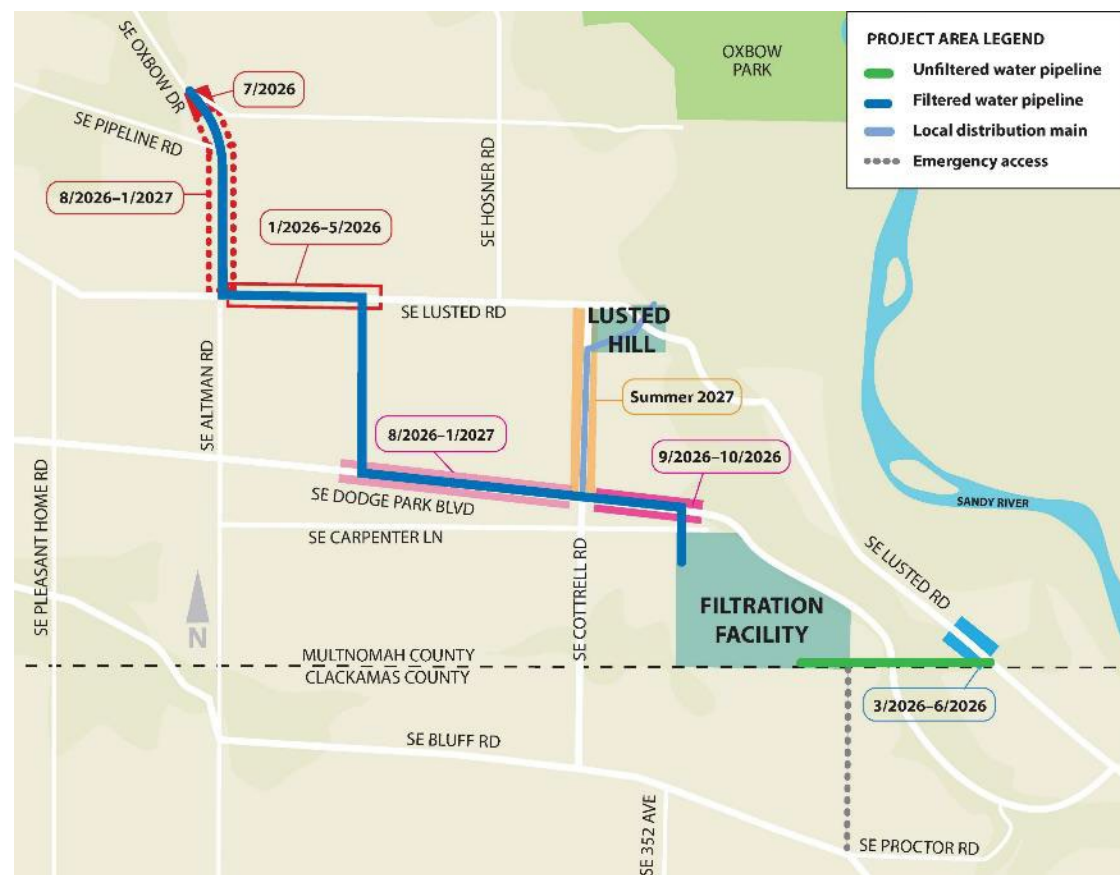 SE OXBOW DR
7/2026
OXBOW
PARK
PROJECT AREA LEGEND
Unfiltered water pipeline
Filtered water pipeline
Local distribution main
Emergency access
SE PIPELINE RD
SE HOSNER RD
8/2026–1/2027
1/2026–5/2026
SE LUSTED RD
LUSTED
HILL
SE ALTMAN RD
Summer 2027
8/2026–1/2027
9/2026–10/2026
SE PLEASANT HOME RD
SE DODGE PARK BLVD
SANDY RIVER
SE CARPENTER LN
SE COTTRELL RD
SE LUSTED RD
FILTRATION
FACILITY
N
MULTNOMAH COUNTY
CLACKAMAS COUNTY
3/2026–6/2026
SE BLUFF RD
SE 352 AVE
SE PROCTOR RD